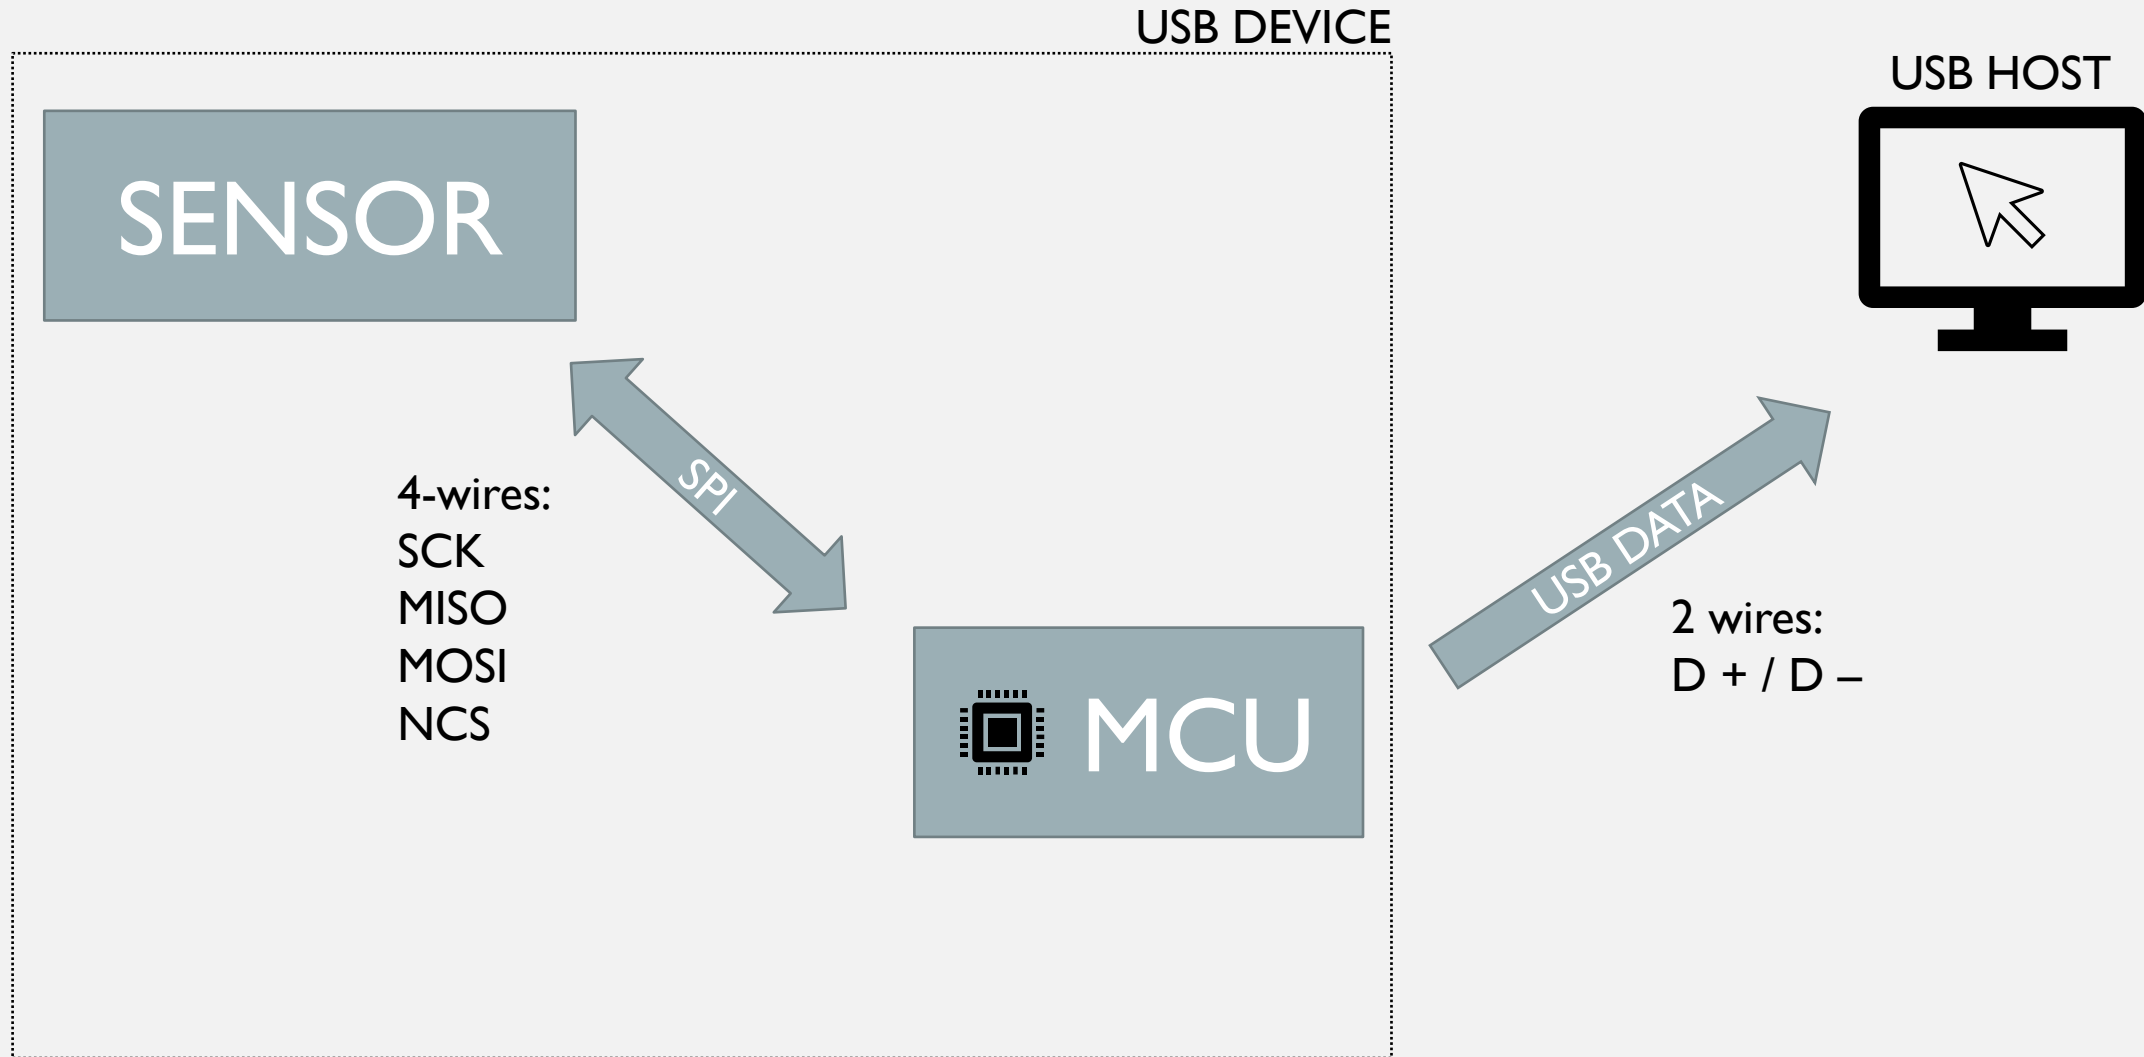 USB DEVICE
USB HOST
SENSOR
SPI
4-wires:
SCK
MISO
MOSI
NCS
MCU
USB DATA
2 wires:
D + / D –